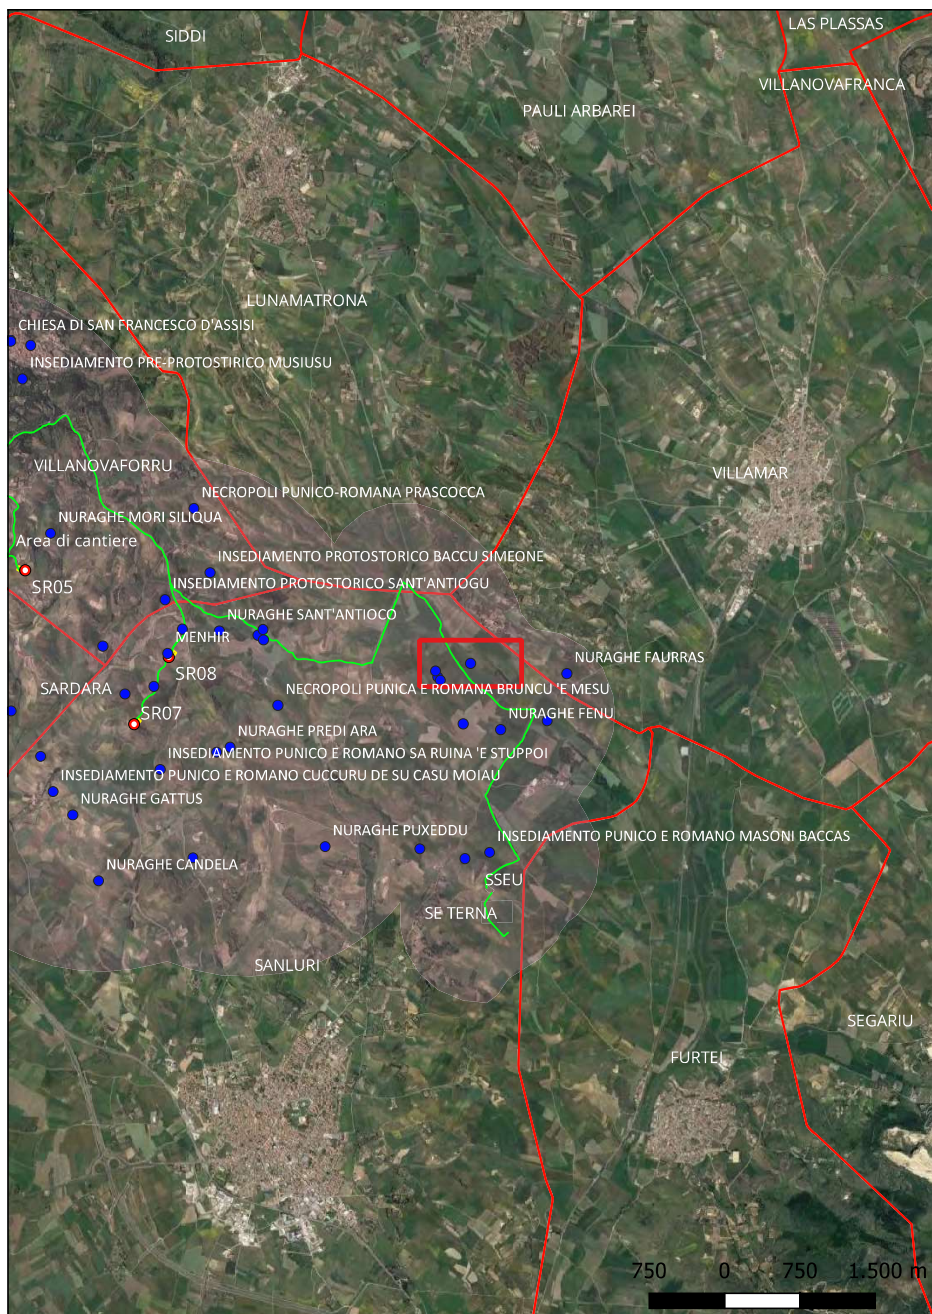 LAS PLASSAS
SIDDI
VILLANOVAFRANCA
PAULI ARBAREI
LUNAMATRONA
CHIESA DI SAN FRANCESCO D'ASSISI
INSEDIAMENTO PRE-PROTOSTIRICO MUSIUSU
VILLANOVAFORRU
VILLAMAR
NECROPOLI PUNICO-ROMANA PRASCOCCA
NURAGHE MORI SILIQUA
Area di cantiere
INSEDIAMENTO PROTOSTORICO BACCU SIMEONE
SR05
INSEDIAMENTO PROTOSTORICO SANT'ANTIOGU
NURAGHE SANT'ANTIOCO
MENHIR
NURAGHE FAURRAS
SR08
SARDARA
NECROPOLI PUNICA E ROMANA BRUNCU 'E MESU
SR07
NURAGHE FENU
NURAGHE PREDI ARA
INSEDIAMENTO PUNICO E ROMANO SA RUINA 'E STUPPOI
INSEDIAMENTO PUNICO E ROMANO CUCCURU DE SU CASU MOIAU
NURAGHE GATTUS
NURAGHE PUXEDDU
INSEDIAMENTO PUNICO E ROMANO MASONI BACCAS
NURAGHE CANDELA
SSEU
SE TERNA
SANLURI
SEGARIU
FURTEI
750 0 750 1.500 m